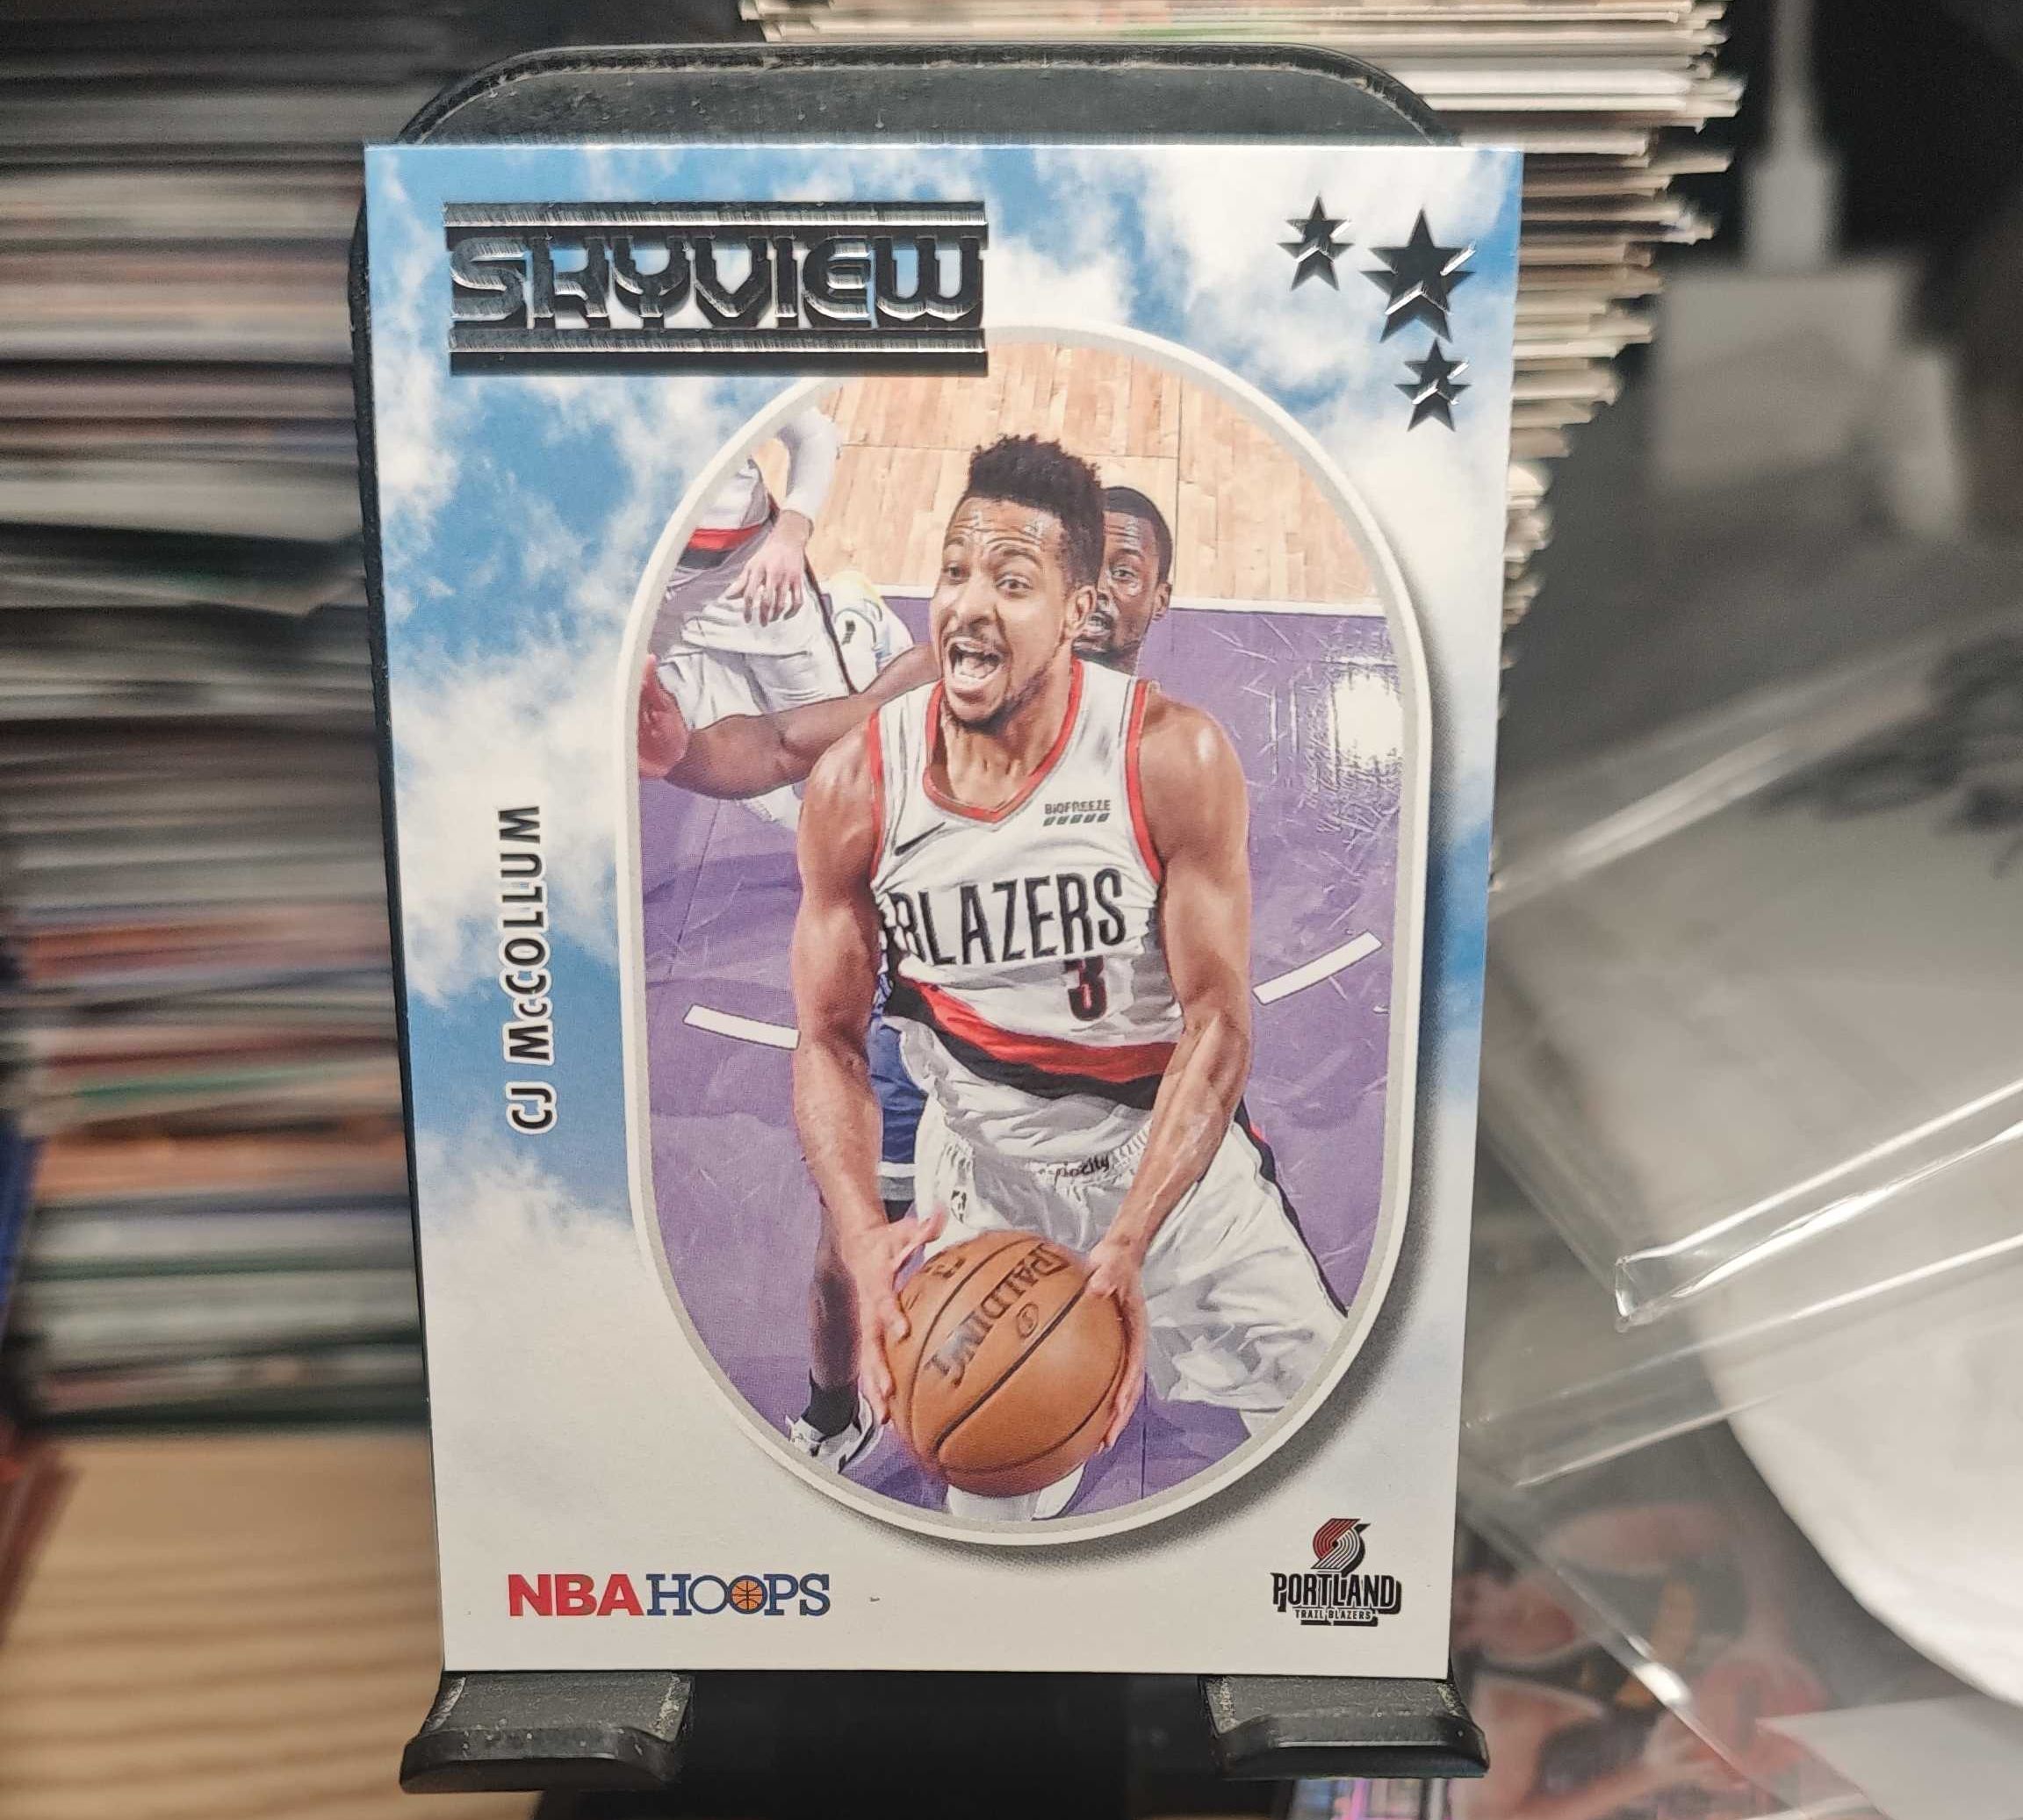 SKYVIEW
BIOFREEZE
BLAZERS
3
CJ McCOLLUM
SPALDING
NBA HOOPS
PORTLAND
TRAIL BLAZERS